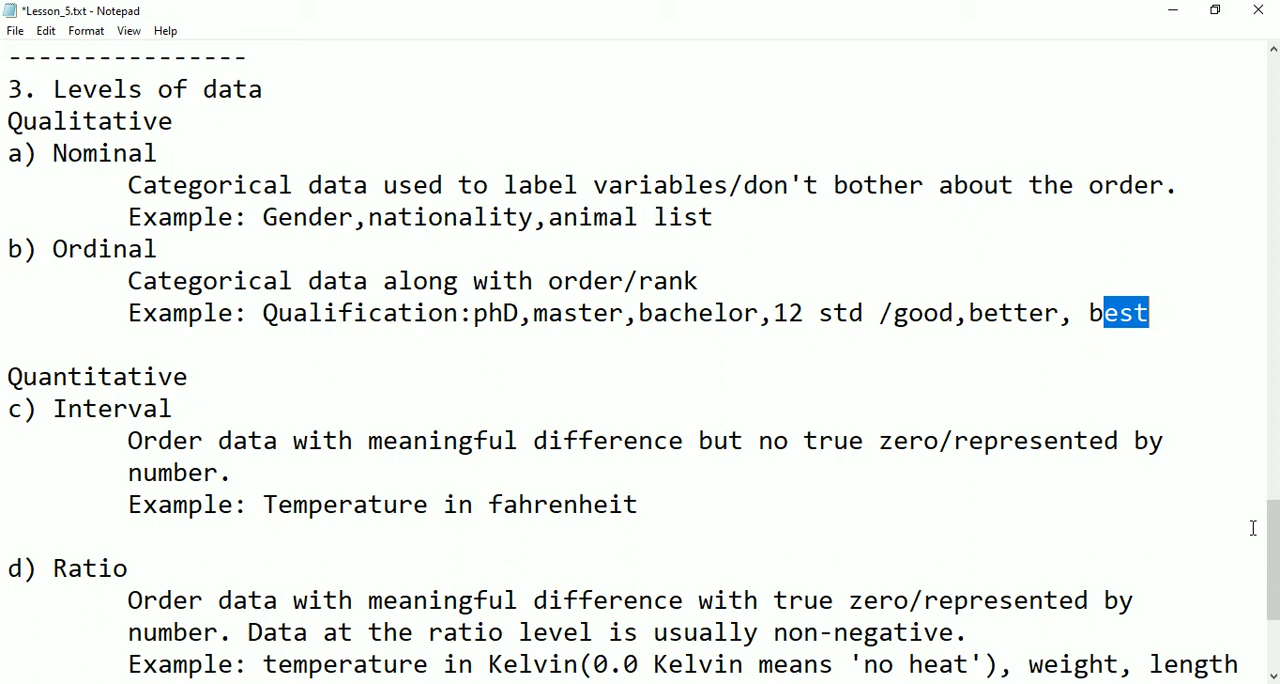 *Lesson_5.txt - Notepad
File Edit Format View Help
----------------
3. Levels of data
Qualitative
a) Nominal
Categorical data used to label variables/don't bother about the order.
Example: Gender,nationality,animal list
b) Ordinal
Categorical data along with order/rank
Example: Qualification:phD,master,bachelor,12 std /good,better, best
Quantitative
c) Interval
Order data with meaningful difference but no true zero/represented by
number.
Example: Temperature in fahrenheit
d) Ratio
Order data with meaningful difference with true zero/represented by
number. Data at the ratio level is usually non-negative.
Example: temperature in Kelvin(0.0 Kelvin means 'no heat'), weight, length